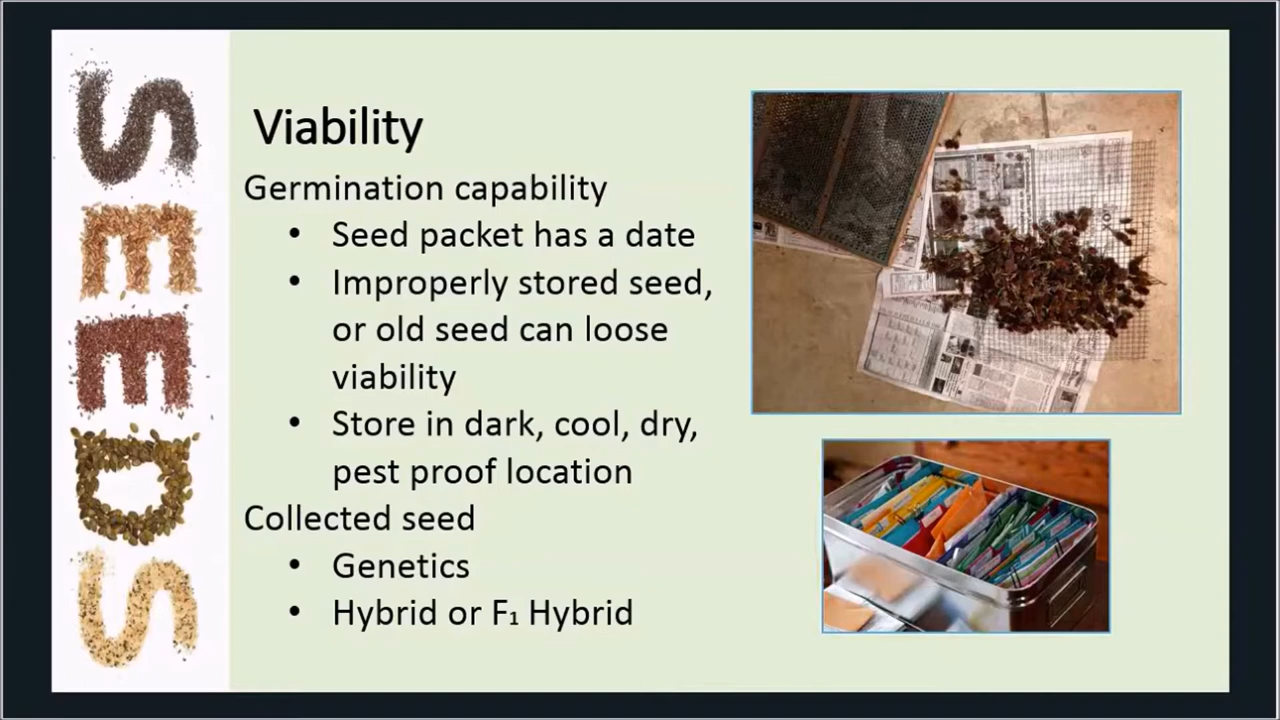 SEEDS
Viability
Germination capability
• Seed packet has a date
• Improperly stored seed,
or old seed can loose
viability
• Store in dark, cool, dry,
pest proof location
Collected seed
• Genetics
• Hybrid or F₁ Hybrid